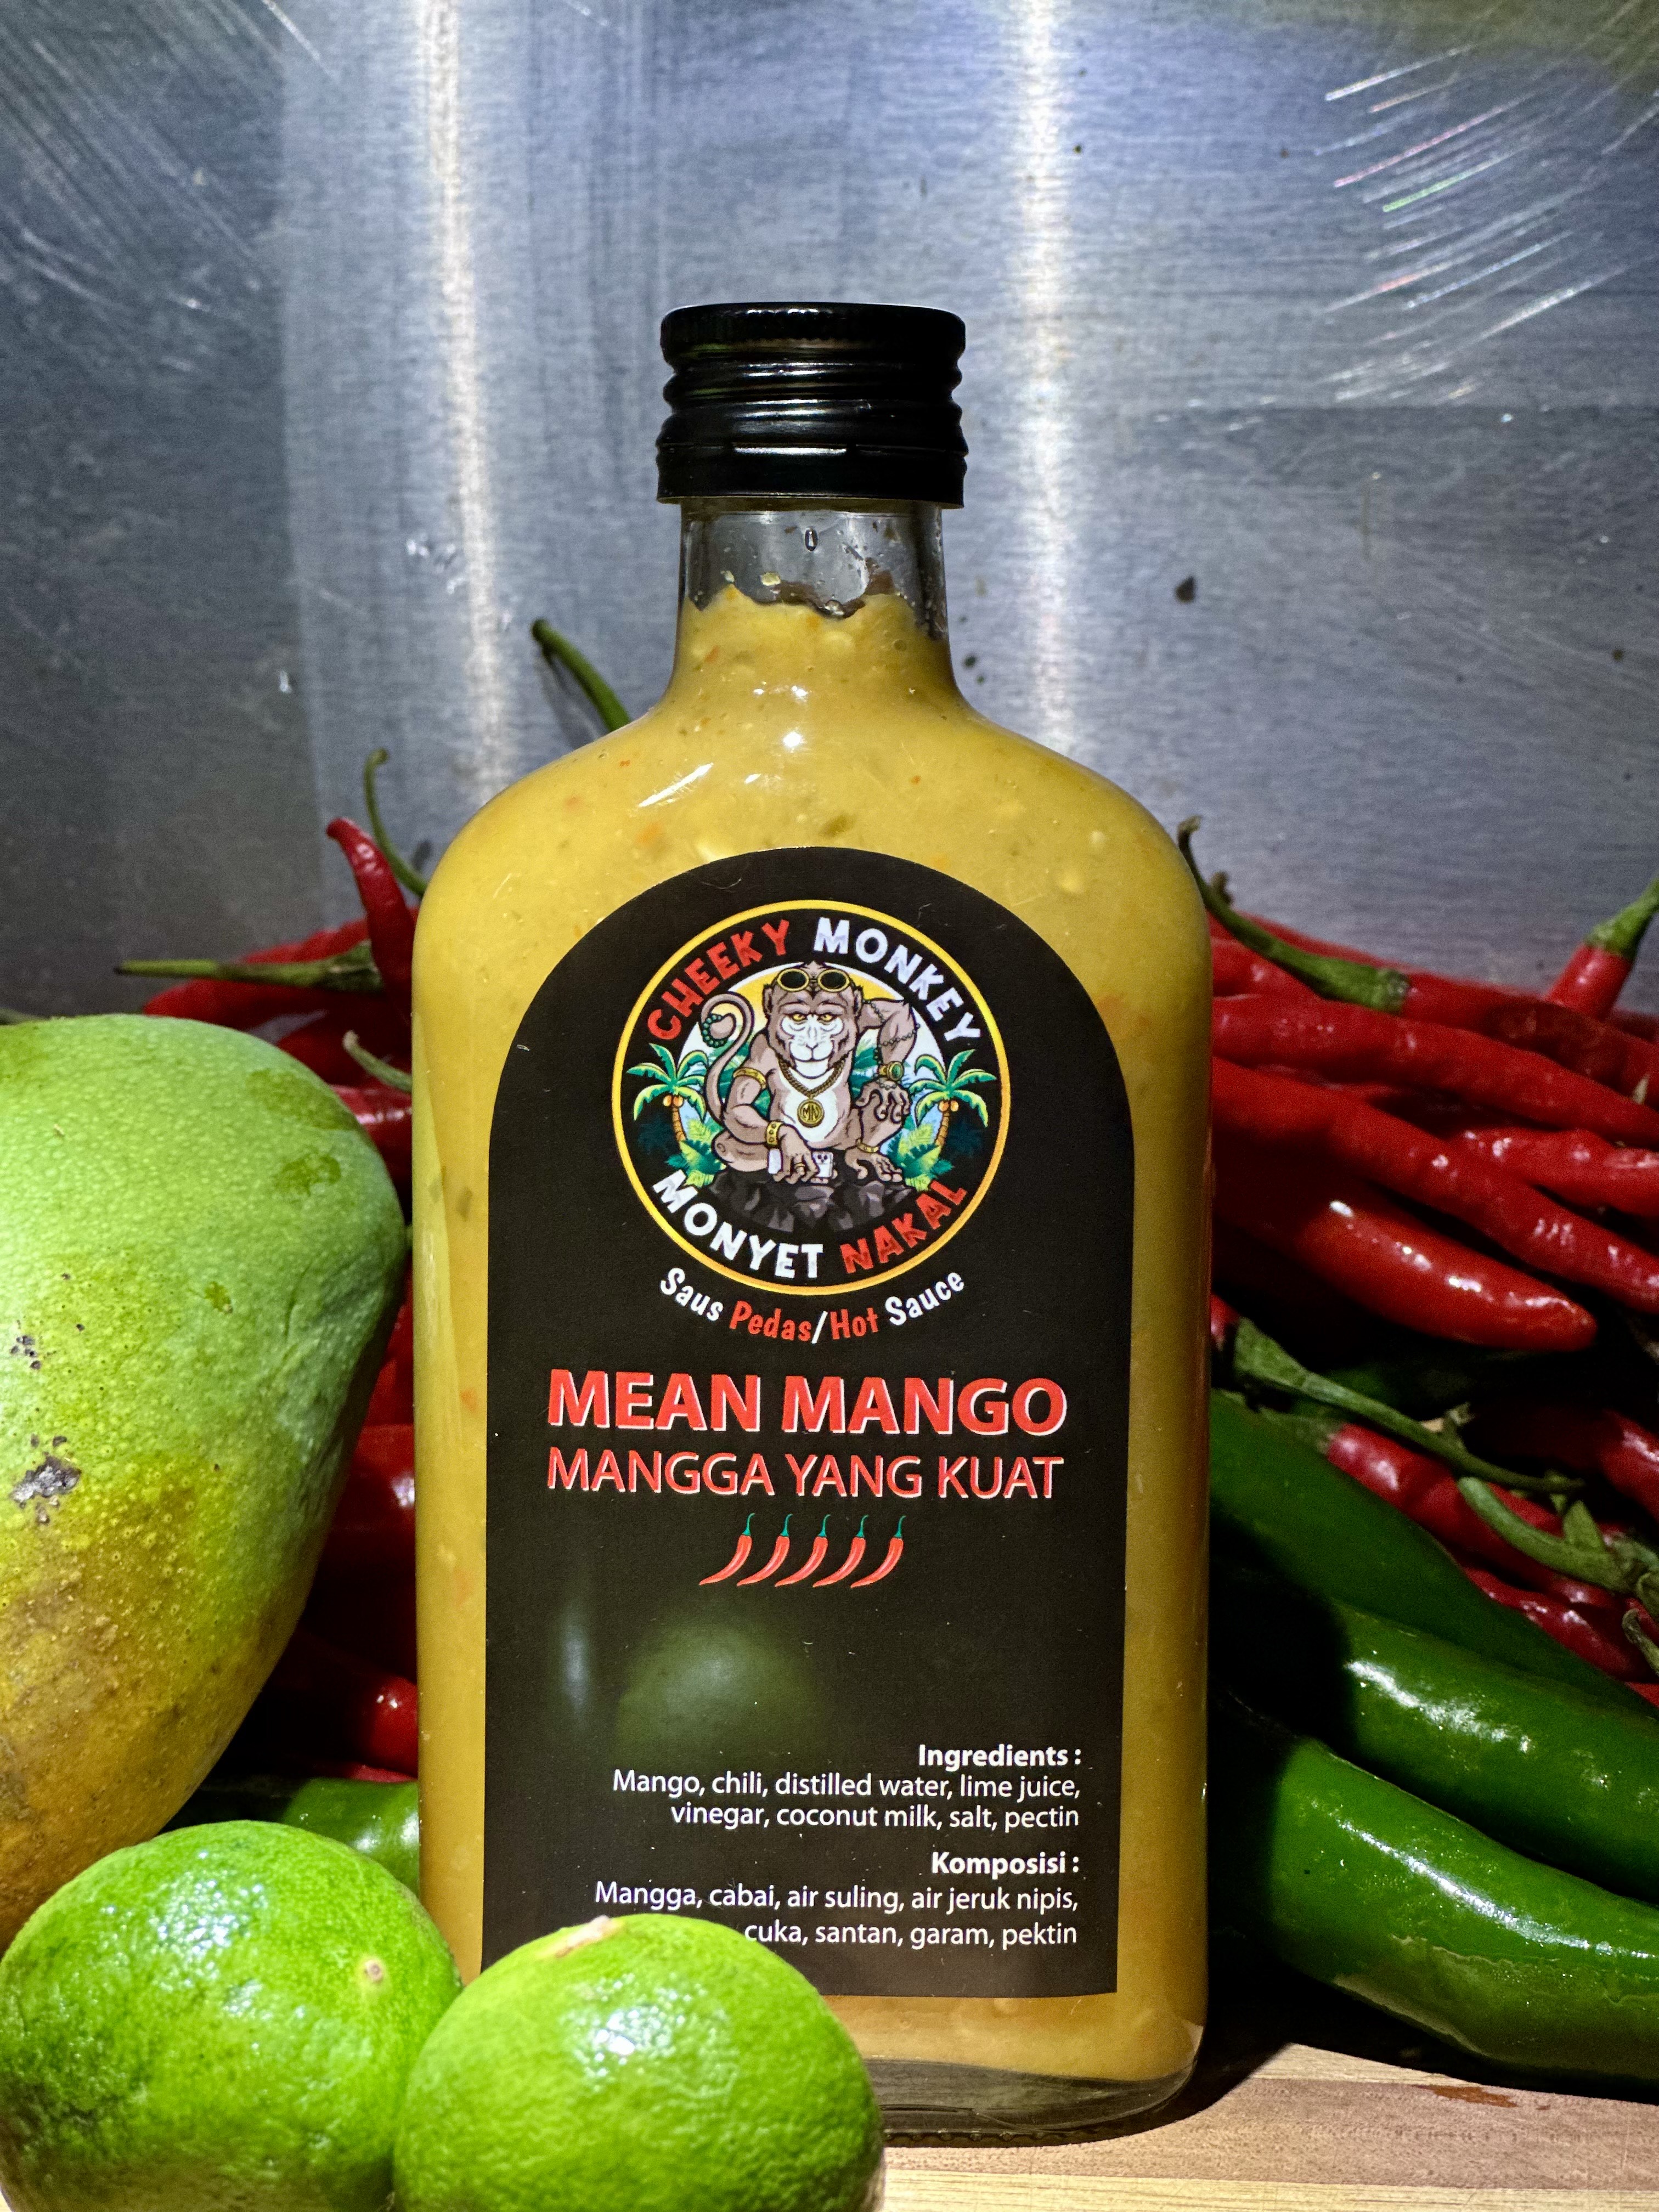 CHEEKY MONKEY
MN
MONYET NAKAL
Saus Pedas/Hot Sauce
MEAN MANGO
MANGGA YANG KUAT
Ingredients :
Mango, chili, distilled water, lime juice,
vinegar, coconut milk, salt, pectin
Komposisi :
Mangga, cabai, air suling, air jeruk nipis,
cuka, santan, garam, pektin